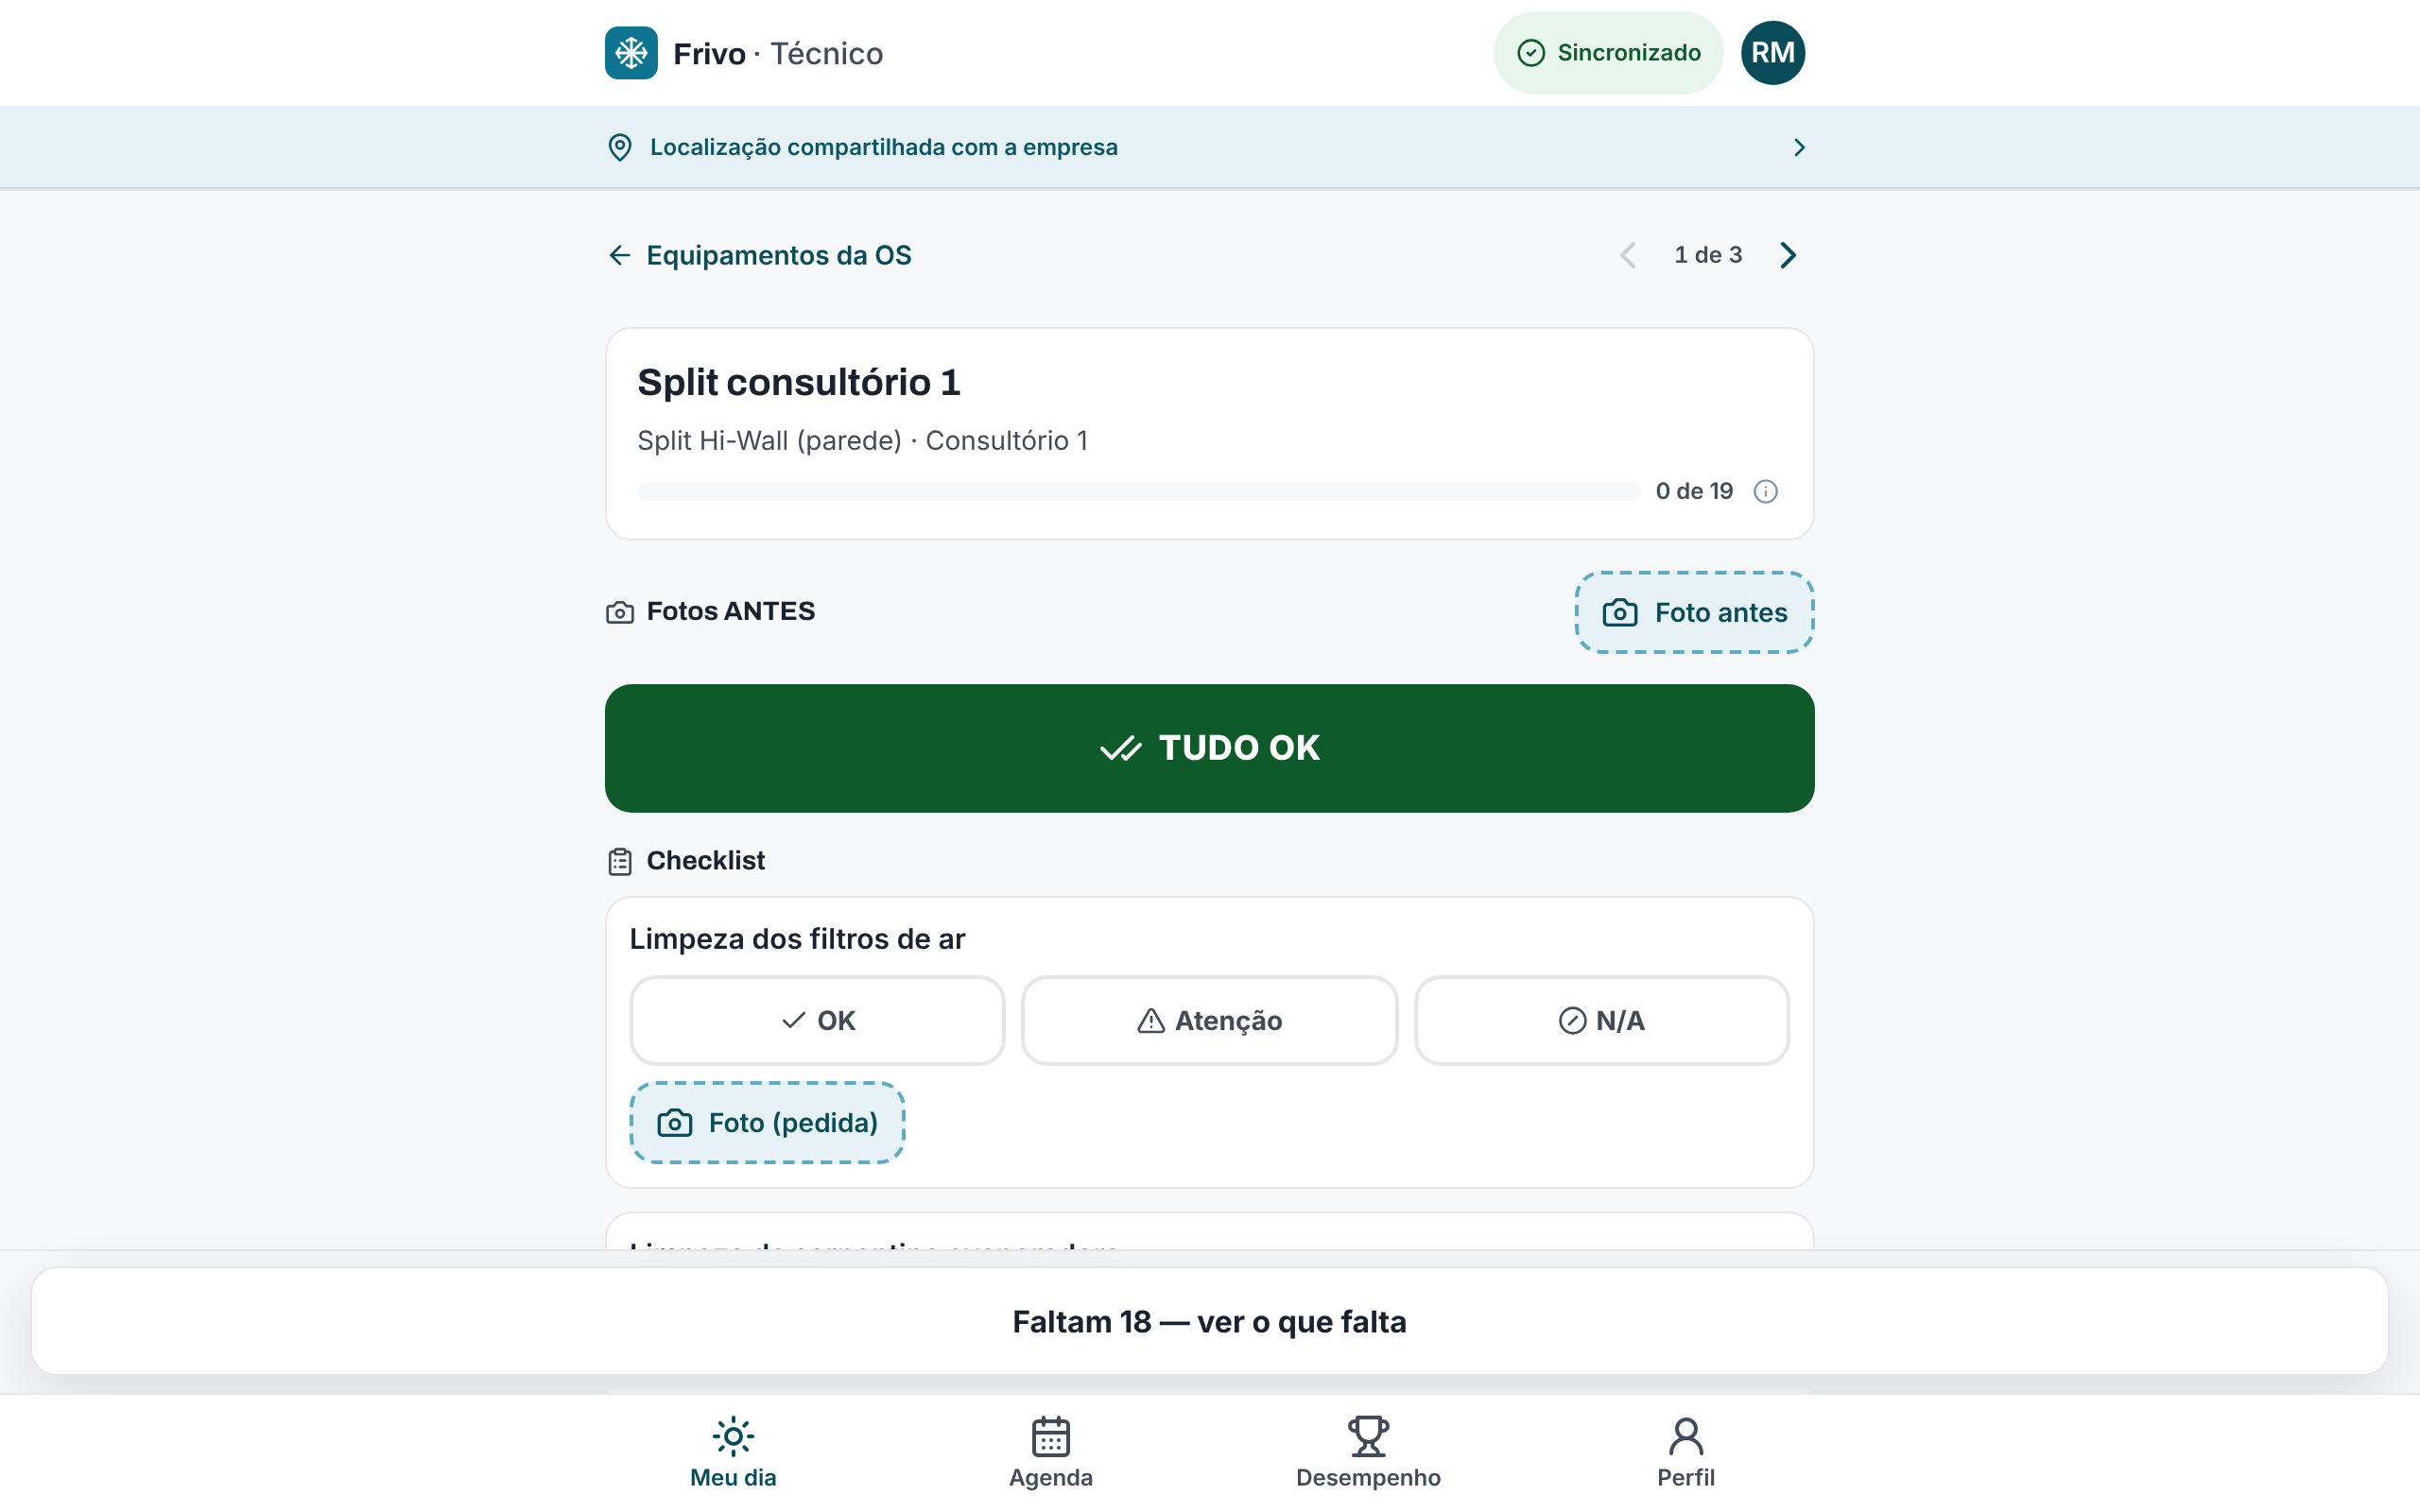 Frivo · Técnico
Sincronizado
RM
Localização compartilhada com a empresa
Equipamentos da OS
1 de 3
Split consultório 1
Split Hi-Wall (parede) · Consultório 1
0 de 19
Fotos ANTES
Foto antes
TUDO OK
Checklist
Limpeza dos filtros de ar
OK
Atenção
N/A
Foto (pedida)
Faltam 18 — ver o que falta
Meu dia
Agenda
Desempenho
Perfil